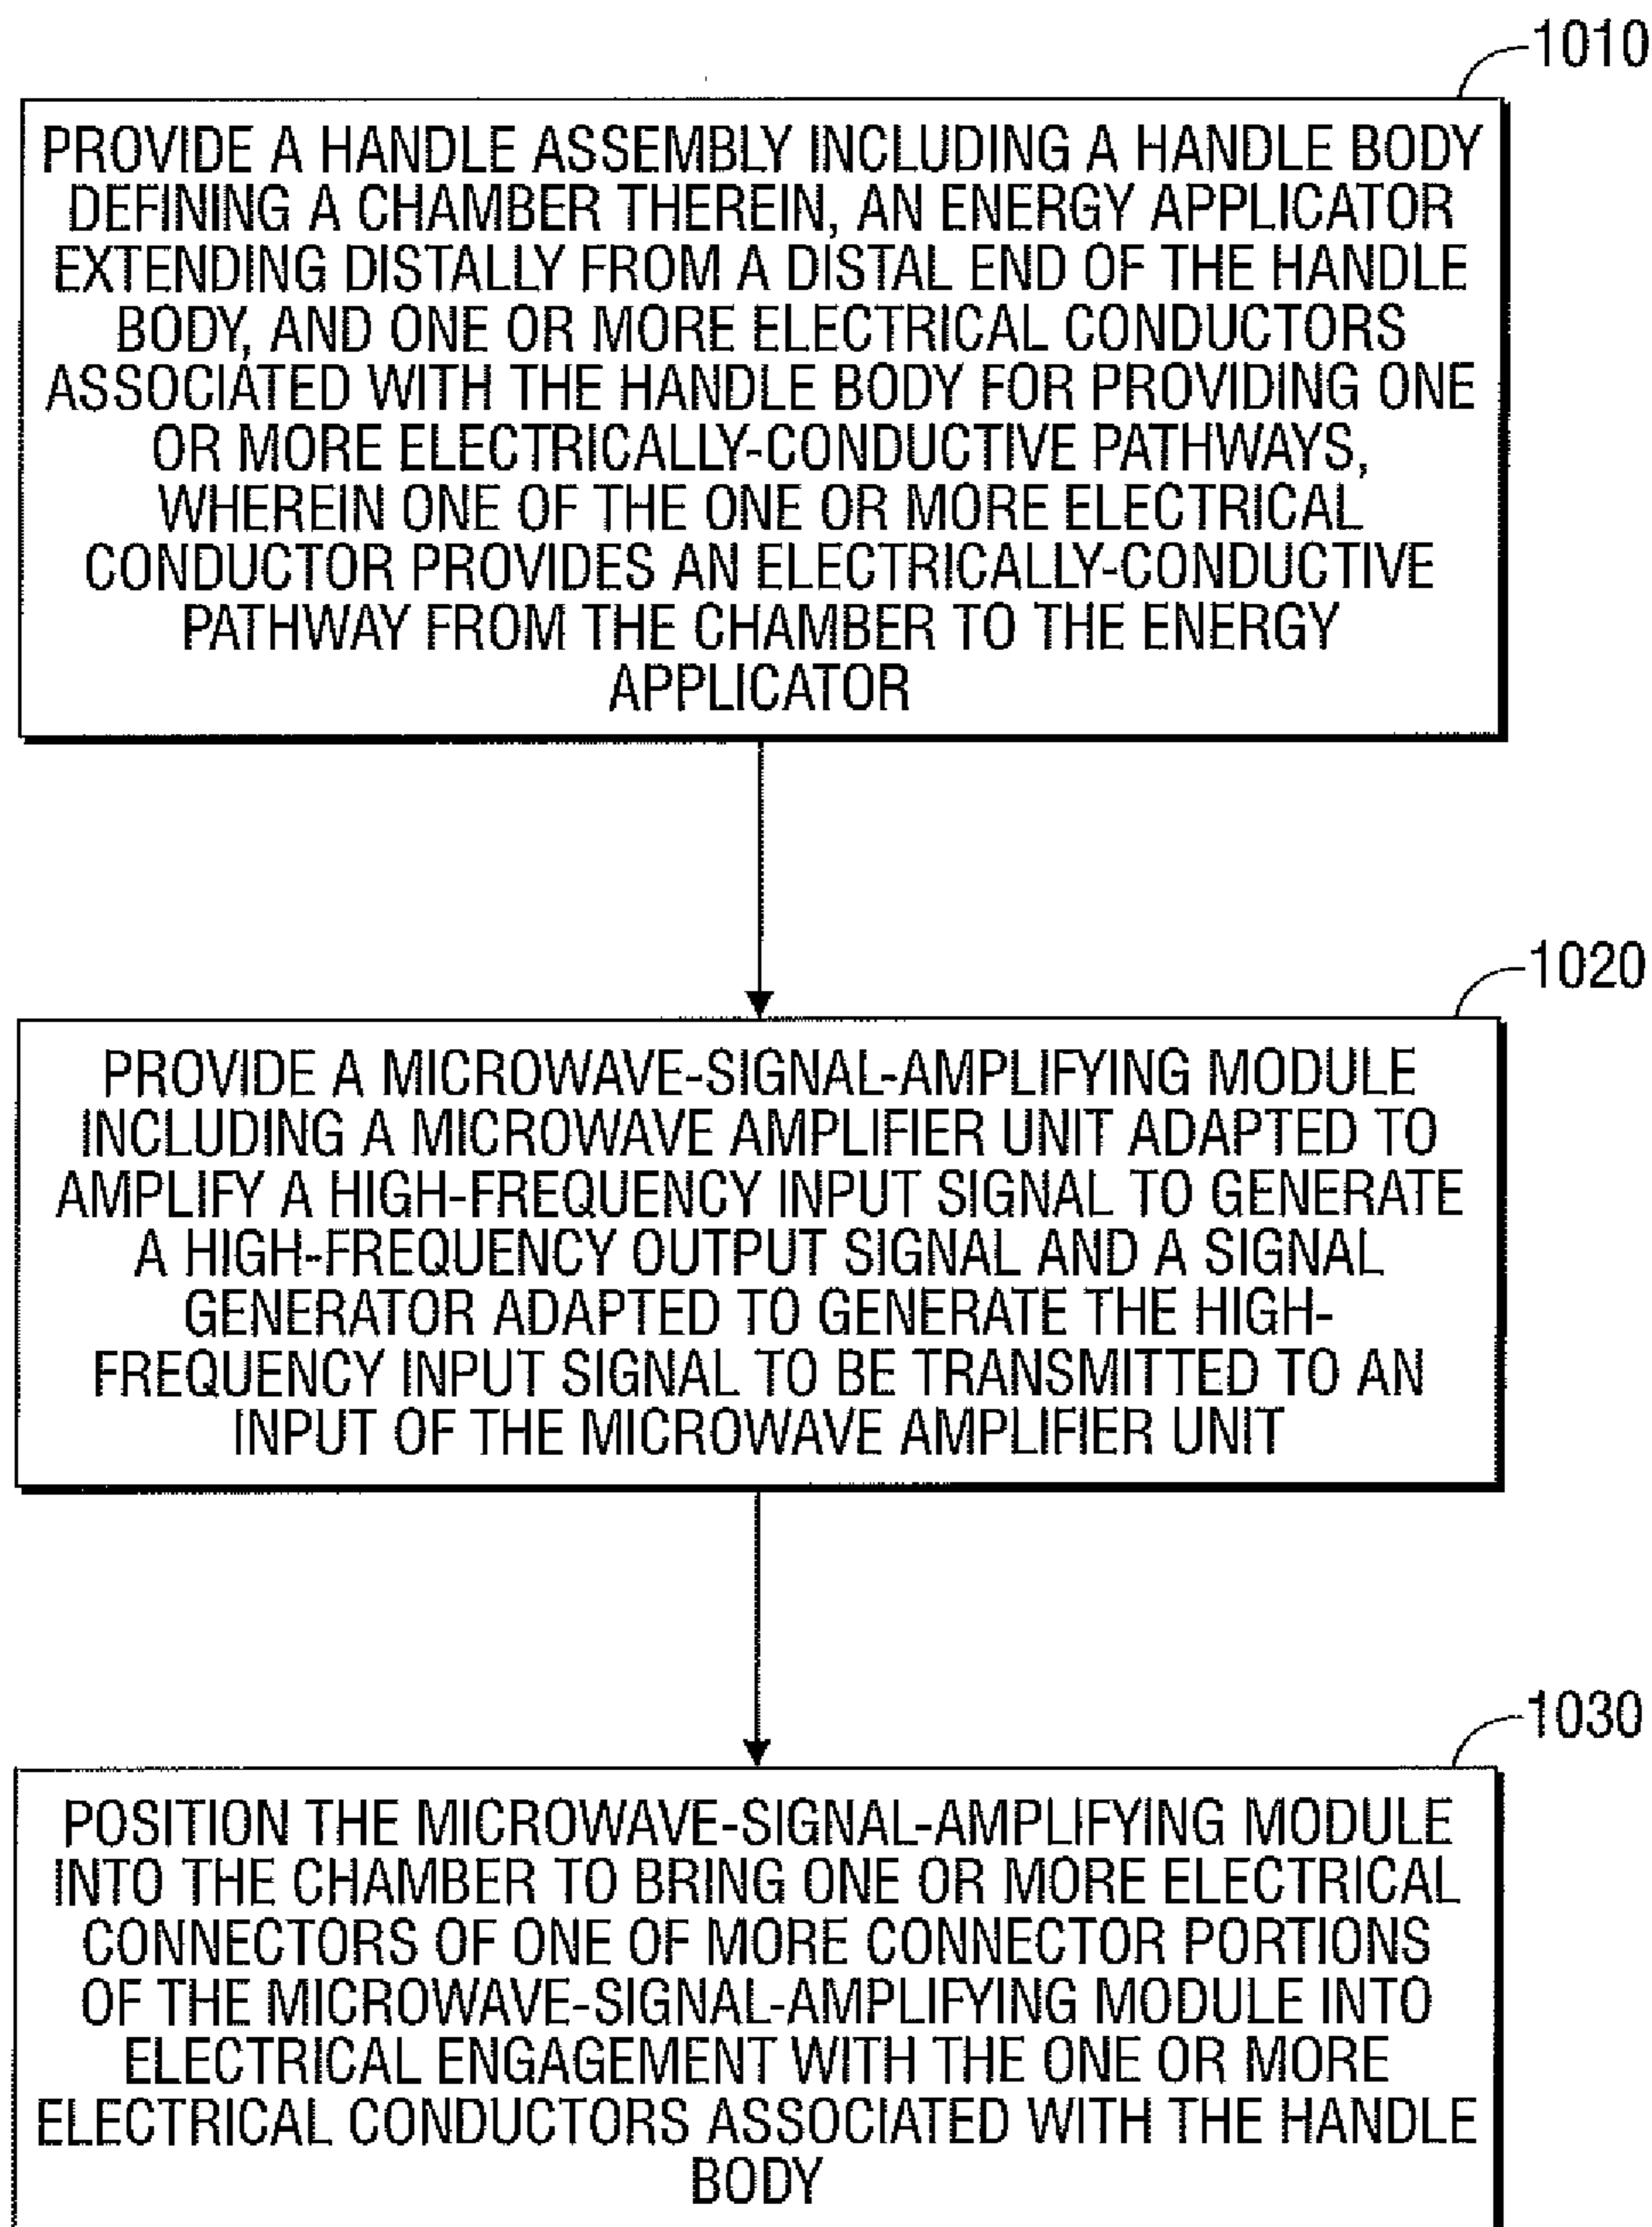 1010
PROVIDE A HANDLE ASSEMBLY INCLUDING A HANDLE BODY
DEFINING A CHAMBER THEREIN, AN ENERGY APPLICATOR
EXTENDING DISTALLY FROM A DISTAL END OF THE HANDLE
BODY, AND ONE OR MORE ELECTRICAL CONDUCTORS
ASSOCIATED WITH THE HANDLE BODY FOR PROVIDING ONE
OR MORE ELECTRICALLY-CONDUCTIVE PATHWAYS,
WHEREIN ONE OF THE ONE OR MORE ELECTRICAL
CONDUCTOR PROVIDES AN ELECTRICALLY-CONDUCTIVE
PATHWAY FROM THE CHAMBER TO THE ENERGY
APPLICATOR
1020
PROVIDE A MICROWAVE-SIGNAL-AMPLIFYING MODULE
INCLUDING A MICROWAVE AMPLIFIER UNIT ADAPTED TO
AMPLIFY A HIGH-FREQUENCY INPUT SIGNAL TO GENERATE
A HIGH-FREQUENCY OUTPUT SIGNAL AND A SIGNAL
GENERATOR ADAPTED TO GENERATE THE HIGH-
FREQUENCY INPUT SIGNAL TO BE TRANSMITTED TO AN
INPUT OF THE MICROWAVE AMPLIFIER UNIT
1030
POSITION THE MICROWAVE-SIGNAL-AMPLIFYING MODULE
INTO THE CHAMBER TO BRING ONE OR MORE ELECTRICAL
CONNECTORS OF ONE OF MORE CONNECTOR PORTIONS
OF THE MICROWAVE-SIGNAL-AMPLIFYING MODULE INTO
ELECTRICAL ENGAGEMENT WITH THE ONE OR MORE
ELECTRICAL CONDUCTORS ASSOCIATED WITH THE HANDLE
BODY